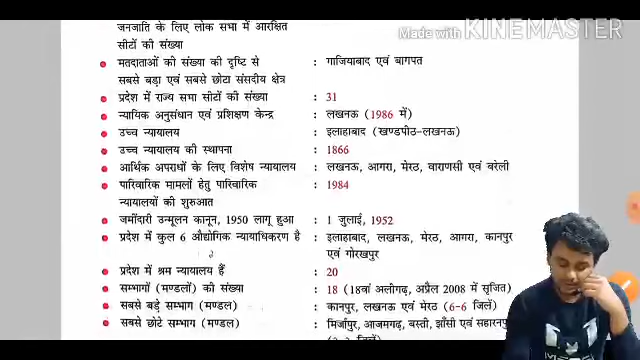 Made with KINEMASTER
जनजाति के लिए लोक सभा में आरक्षित
सीटों की संख्या
मतदाताओं की संख्या की दृष्टि से : गाजियाबाद एवं बागपत
सबसे बड़ा एवं सबसे छोटा संसदीय क्षेत्र
प्रदेश में राज्य सभा सीटों की संख्या : 31
न्यायिक अनुसंधान एवं प्रशिक्षण केन्द्र : लखनऊ (1986 में)
उच्च न्यायालय : इलाहाबाद (खण्डपीठ-लखनऊ)
उच्च न्यायालय की स्थापना : 1866
आर्थिक अपराधों के लिए विशेष न्यायालय : लखनऊ, आगरा, मेरठ, वाराणसी एवं बरेली
पारिवारिक मामलों हेतु पारिवारिक : 1984
न्यायालयों की शुरुआत
जमींदारी उन्मूलन कानून, 1950 लागू हुआ : 1 जुलाई, 1952
प्रदेश में कुल 6 औद्योगिक न्यायाधिकरण है : इलाहाबाद, लखनऊ, मेरठ, आगरा, कानपुर
एवं गोरखपुर
प्रदेश में श्रम न्यायालय हैं : 20
सम्भागों (मण्डलों) की संख्या : 18 (18वां अलीगढ़, अप्रैल 2008 में सृजित)
सबसे बड़े सम्भाग (मण्डल) : कानपुर, लखनऊ एवं मेरठ (6-6 जिलें)
सबसे छोटे सम्भाग (मण्डल) : मिर्जापुर, आजमगढ़, बस्ती, झाँसी एवं सहारनपु